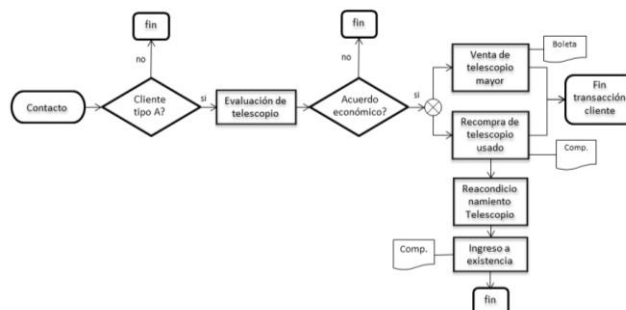 fin
fin
no
no
Contacto
Cliente
tipo A?
si
Evaluación de
telescopio
Acuerdo
económico?
si
Venta de
telescopio
mayor
Boleta
Recompra de
telescopio
usado
Comp.
Fin
transacción
cliente
Reacondicio
namiento
Telescopio
Comp.
Ingreso a
existencia
fin